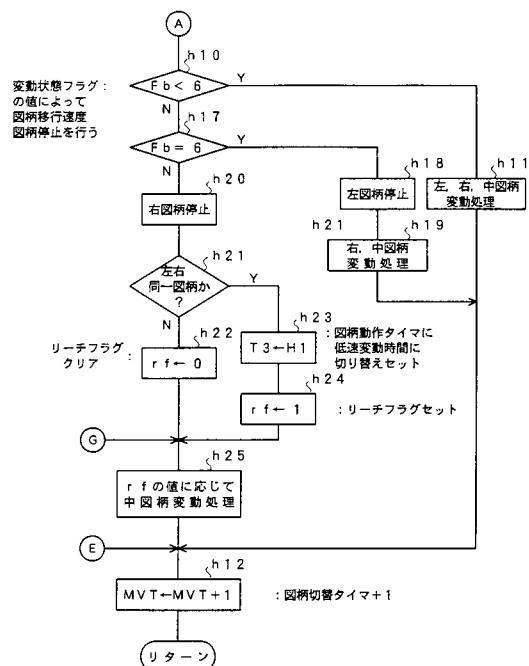 A
h10
変動状態フラグ:
の値によって
図柄移行速度
図柄停止を行う
Fb<6
Y
N
h17
Fb=6
Y
N
h18
h11
左図柄停止
左,右,中図柄
変動処理
h20
右図柄停止
h21
h19
右,中図柄
変動処理
h21
左右
同一図柄か
?
Y
N
h23
T3←H1
:図柄動作タイマに
低速変動時間に
切り替えセット
h22
リーチフラグ:
クリア
rf←0
h24
rf←1
:リーチフラグセット
G
h25
rfの値に応じて
中図柄変動処理
E
h12
MVT←MVT+1
:図柄切替タイマ+1
リターン